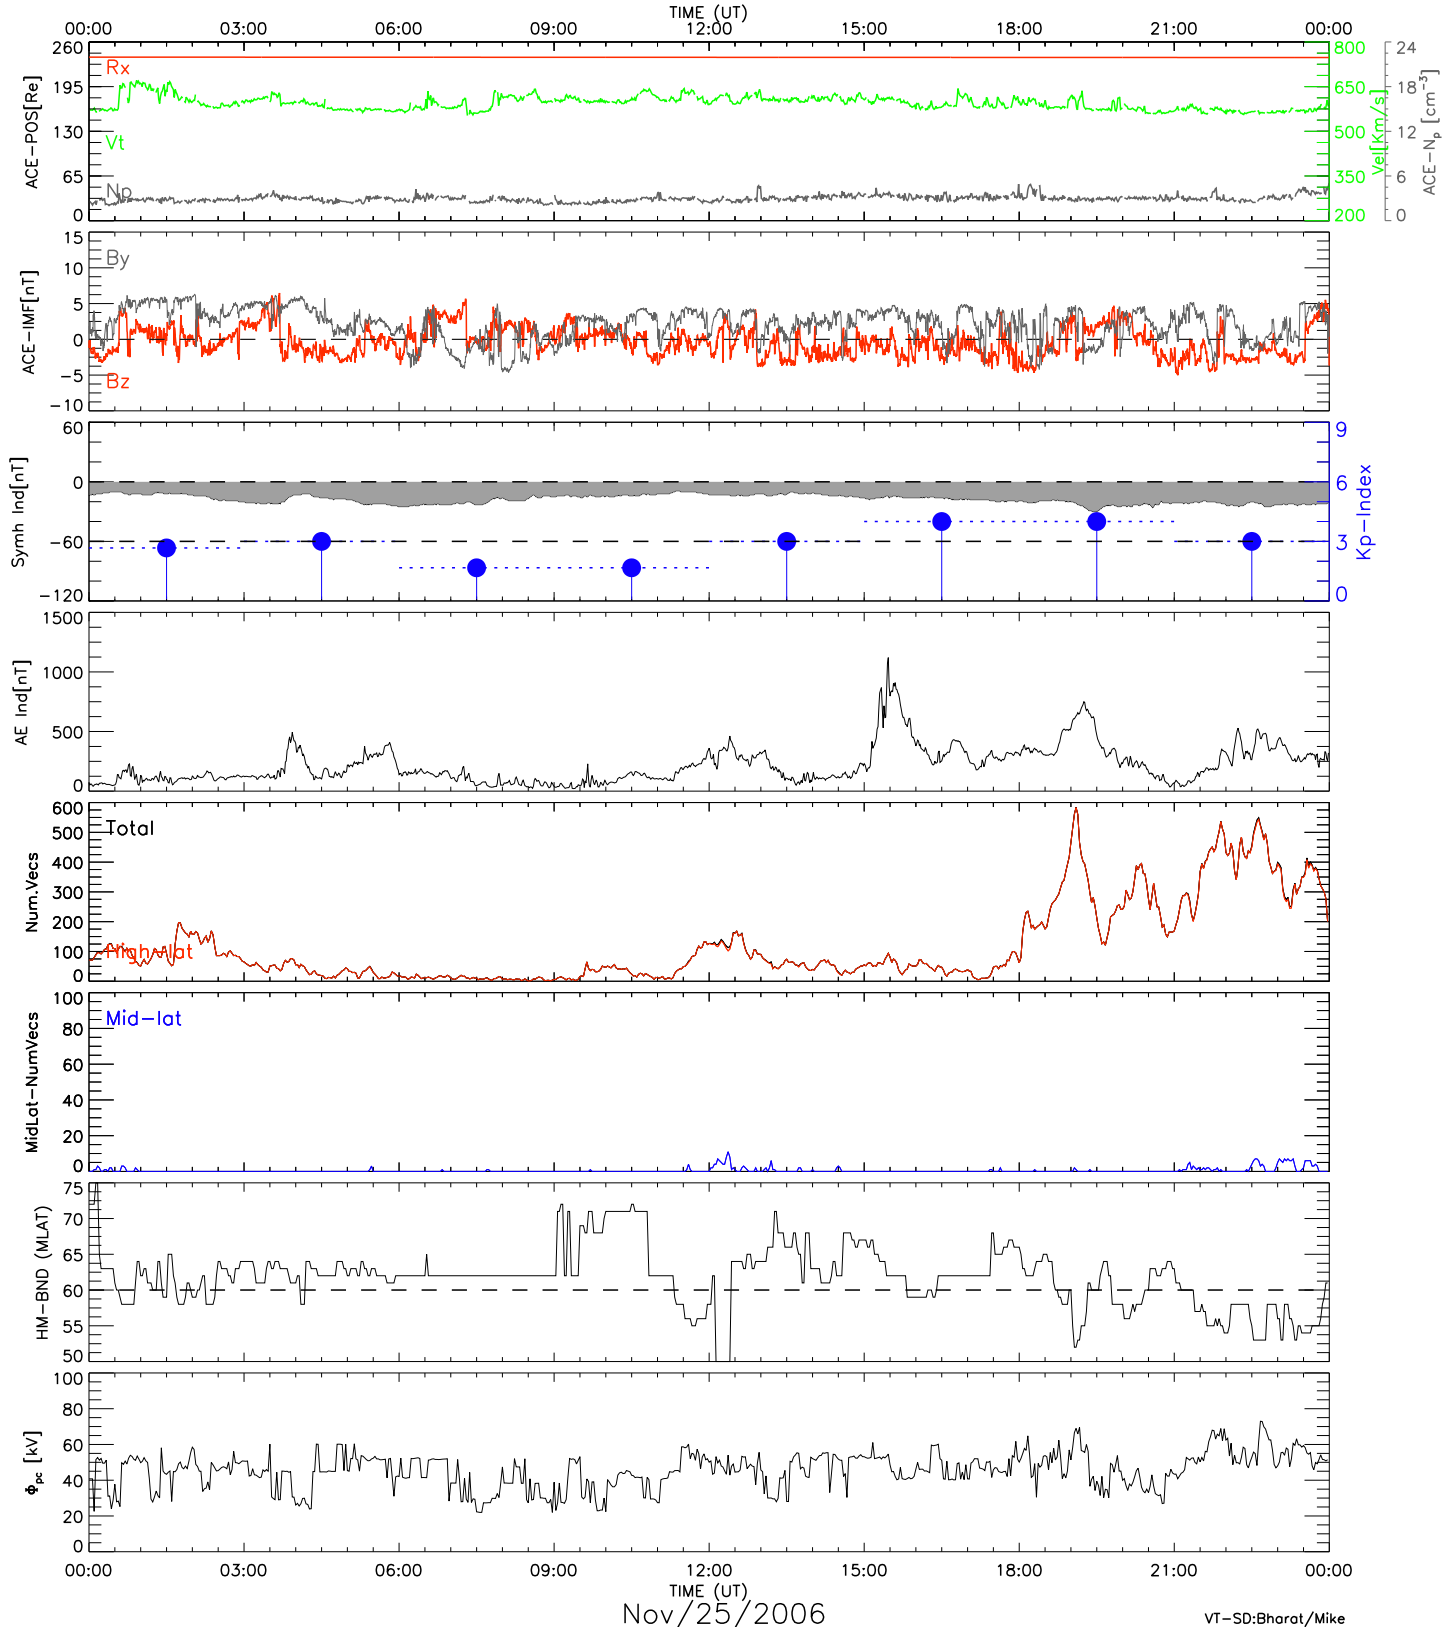 TIME (UT)
00:00 03:00 06:00 09:00 12:00 15:00 18:00 21:00 00:00
ACE-POS[Re]
260
195
130
65
0
Rx
Vt
Np
800
650
500
350
200
Vel[Km/s]
24
18
12
6
0
ACE-Np [cm⁻³]
ACE-IMF[nT]
15
10
5
0
-5
-10
By
Bz
Symh Ind[nT]
60
0
-60
-120
9
6
3
0
Kp-Index
AE Ind[nT]
1500
1000
500
0
Num.Vecs
600
500
400
300
200
100
0
Total
High-lat
MidLat-NumVecs
100
80
60
40
20
0
Mid-lat
HM-BND (MLAT)
75
70
65
60
55
50
Φpc [kV]
100
80
60
40
20
0
00:00 03:00 06:00 09:00 12:00 15:00 18:00 21:00 00:00
TIME (UT)
Nov/25/2006
VT-SD:Bharat/Mike